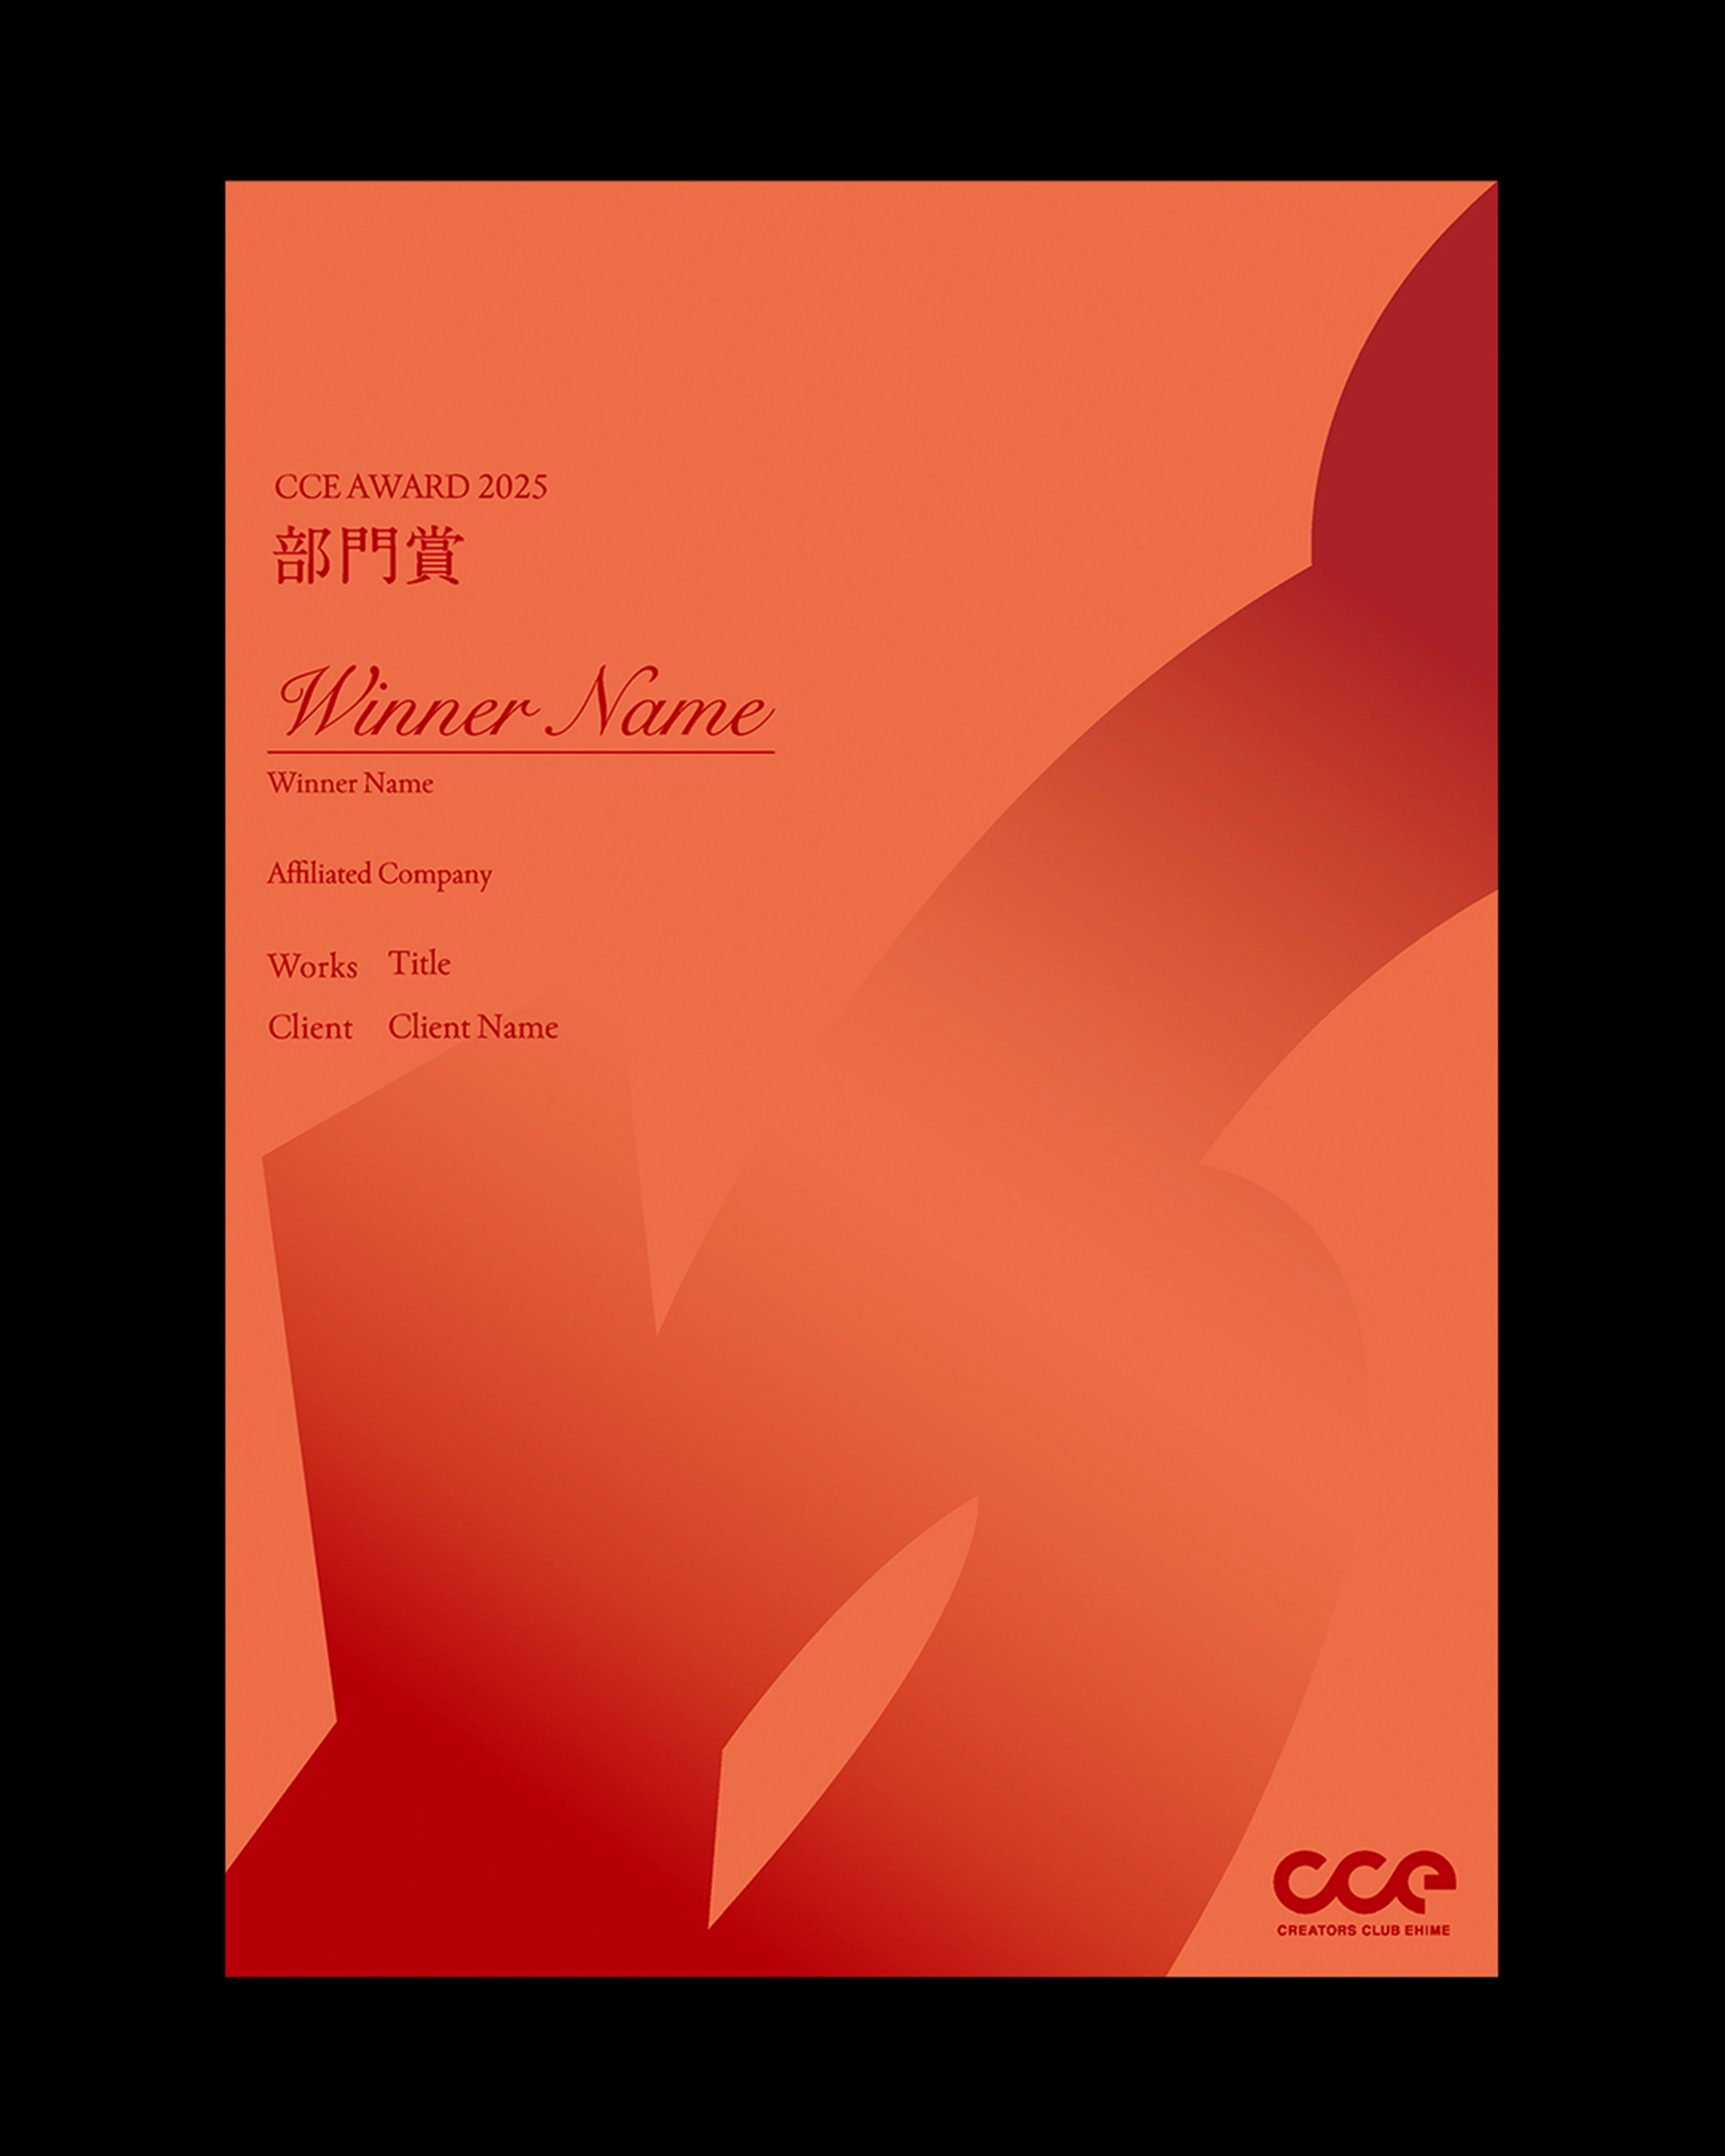 CCE AWARD 2025
部門賞
Winner Name
Winner Name
Affiliated Company
Works Title
Client Client Name
cce
CREATORS CLUB EHIME